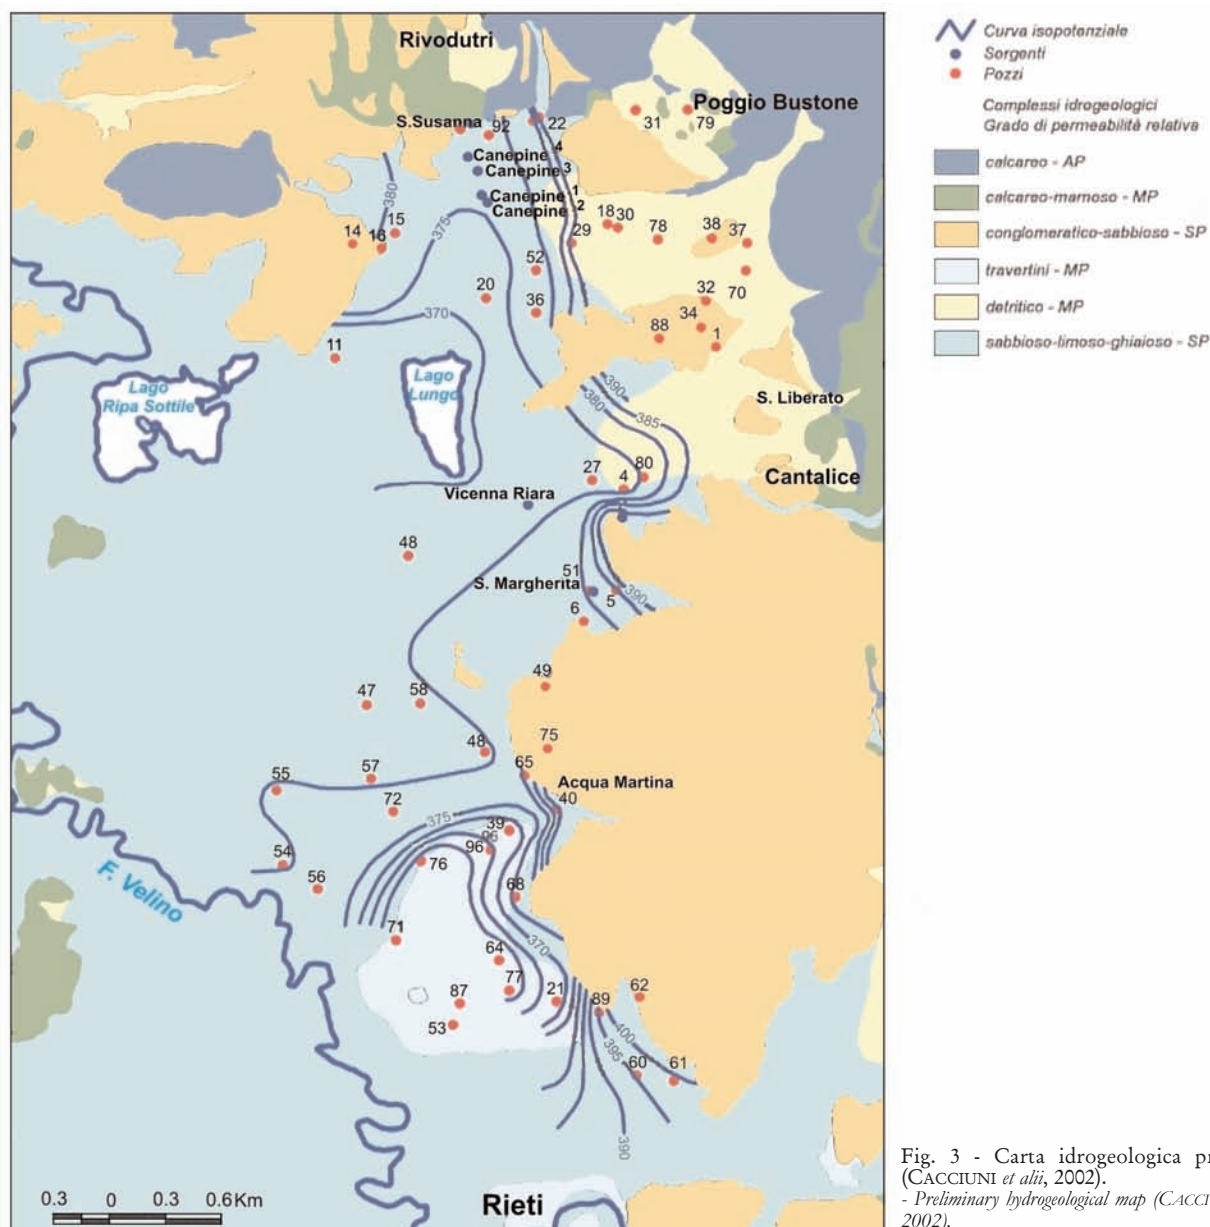 Rivodutri
Poggio Bustone
S.Susanna
92
22
31
79
4
Canepine
3
Canepine
1
Canepine
2
Canepine
380
15
14
16
375
18
30
29
78
38
37
52
20
36
32
70
34
88
1
370
11
Lago
Ripa Sottile
Lago
Lungo
390
380
385
S. Liberato
27
4
80
Cantalice
Vicenna Riara
48
51
S. Margherita
5
390
6
49
47
58
48
75
65
57
55
Acqua Martina
40
72
375
39
96
96
76
54
56
68
F. Velino
71
370
64
77
21
87
53
62
89
400
395
60
61
390
0.3
0
0.3
0.6Km
Rieti
Curva isopotenziale
Sorgenti
Pozzi
Complessi idrogeologici
Grado di permeabilità relativa
calcareo - AP
calcareo-marnoso - MP
conglomeratico-sabbioso - SP
travertini - MP
detritico - MP
sabbioso-limoso-ghiaioso - SP
Fig. 3 - Carta idrogeologica pr
(CACCIUNI et alii, 2002).
- Preliminary hydrogeological map (CACCI
2002).